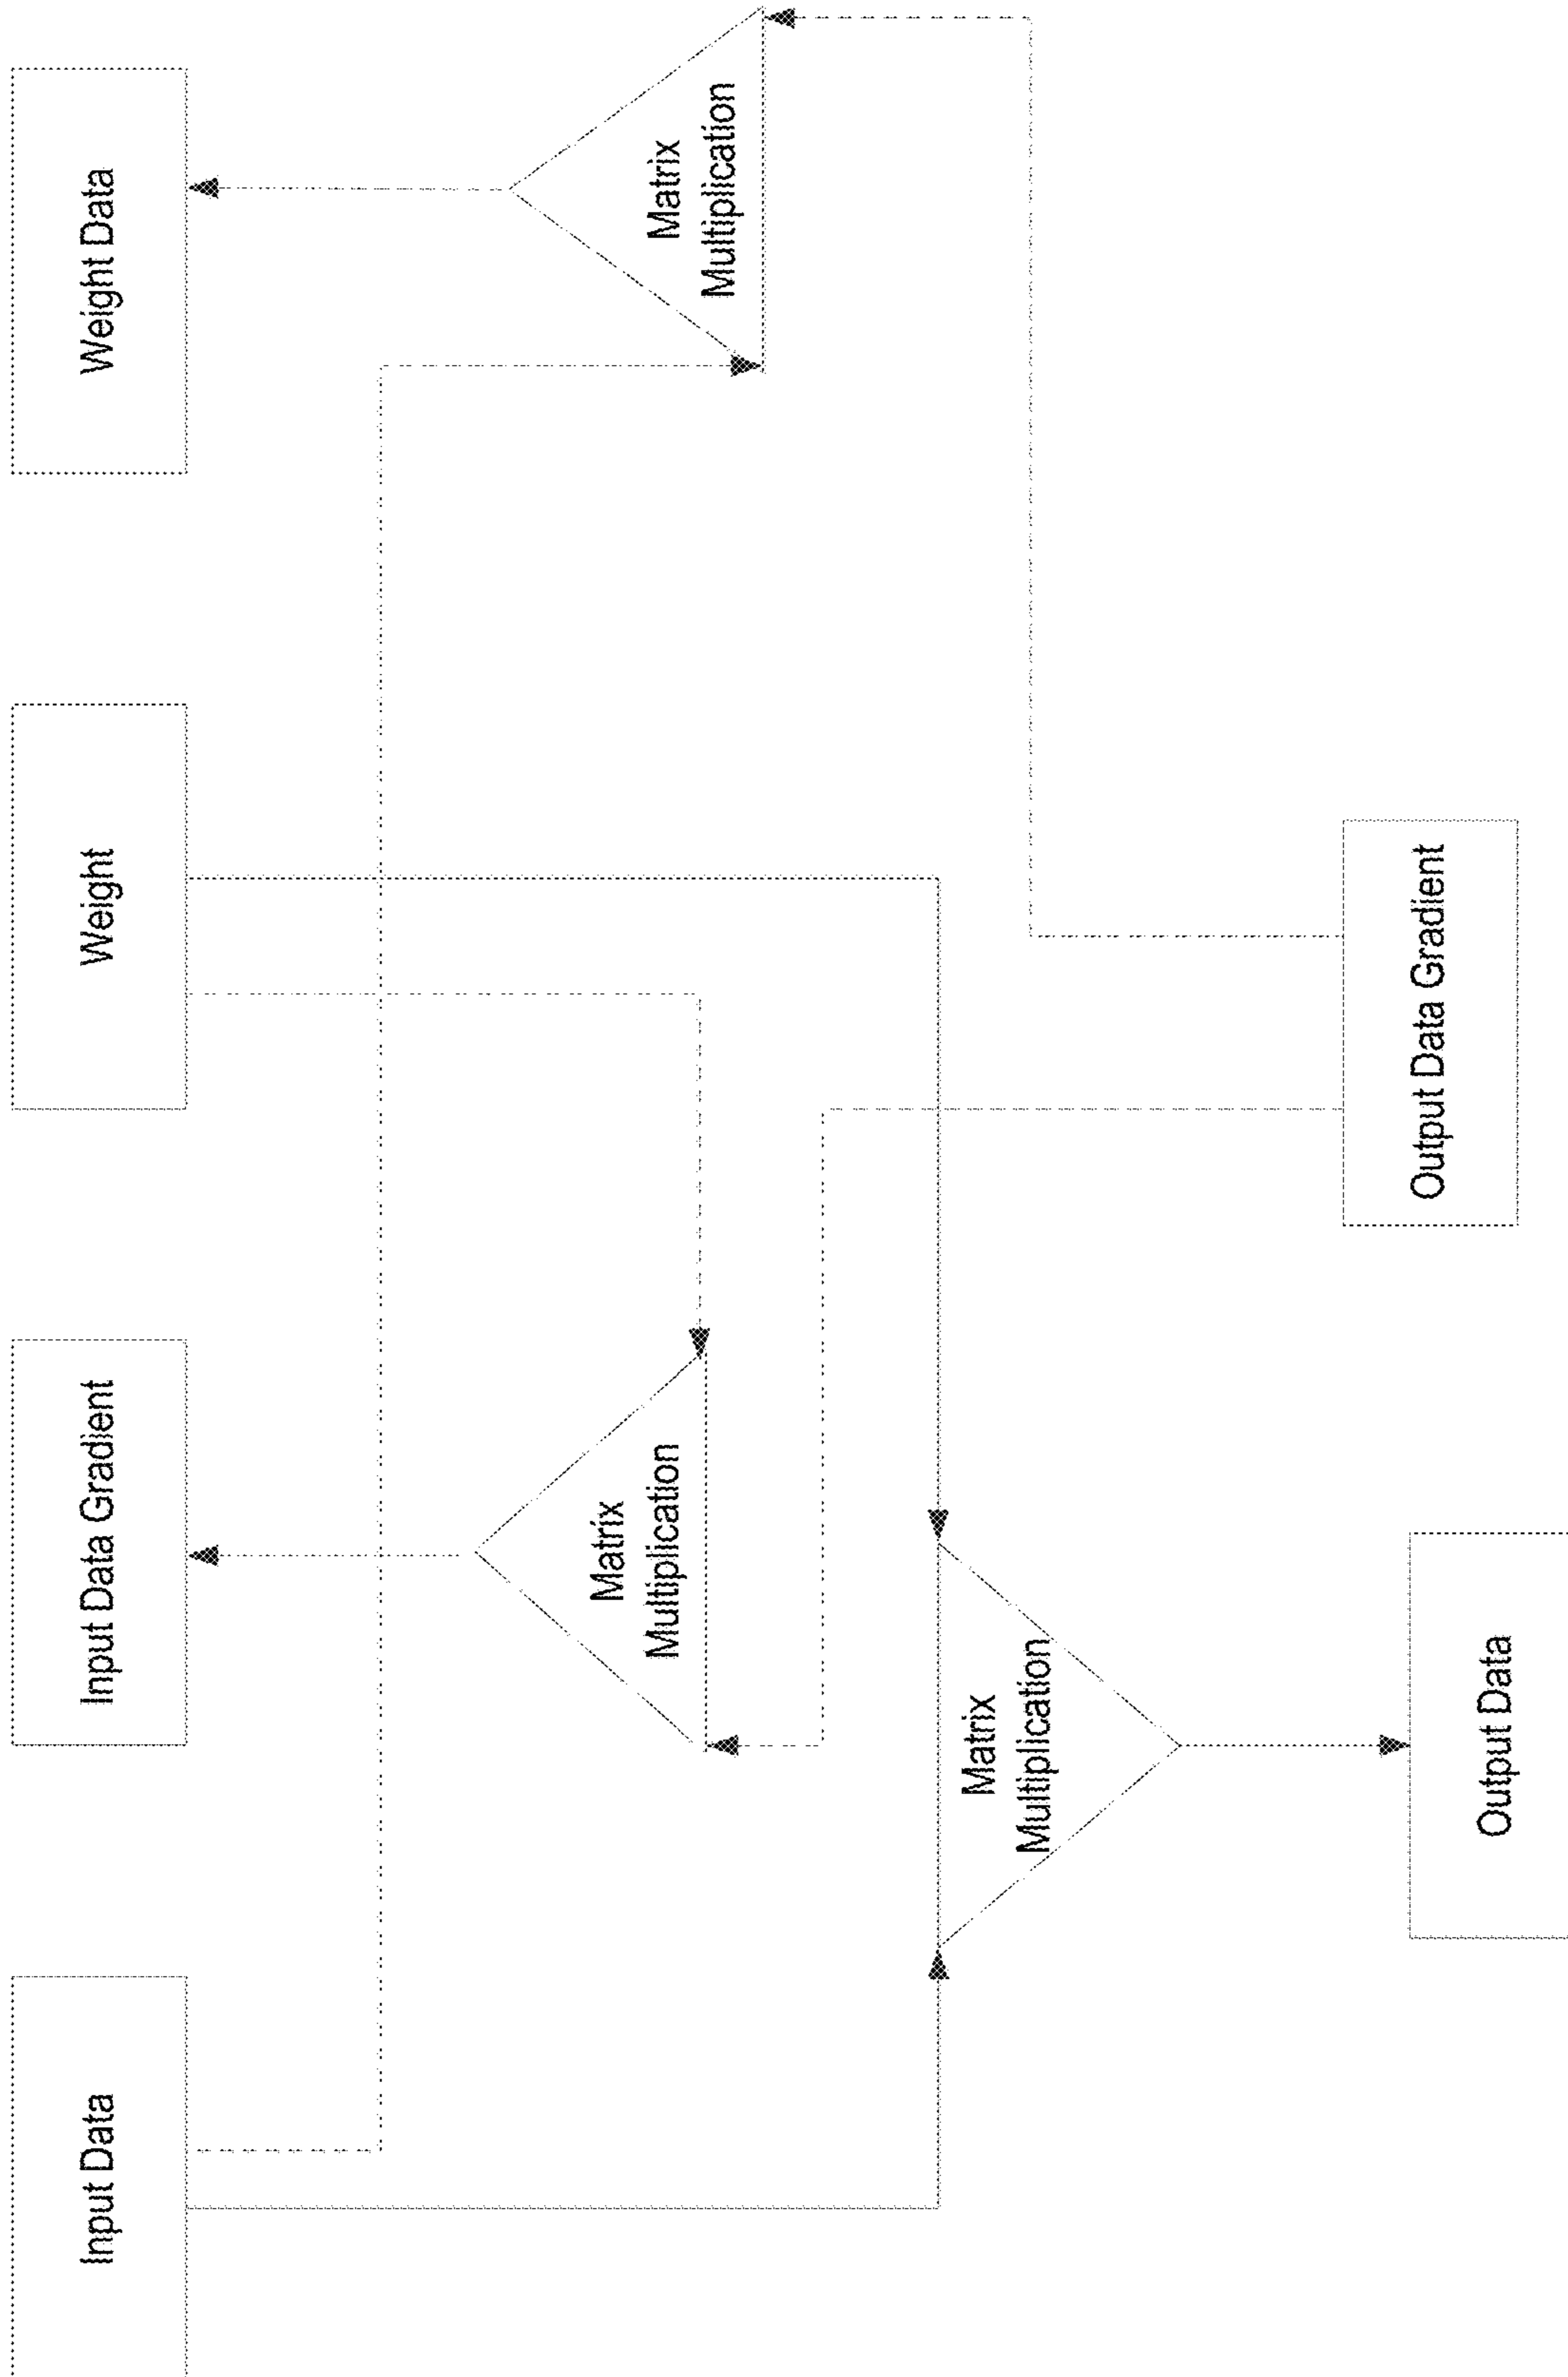 Input Data
Input Data Gradient
Weight
Weight Data
Matrix
Multiplication
Matrix
Multiplication
Matrix
Multiplication
Output Data
Output Data Gradient